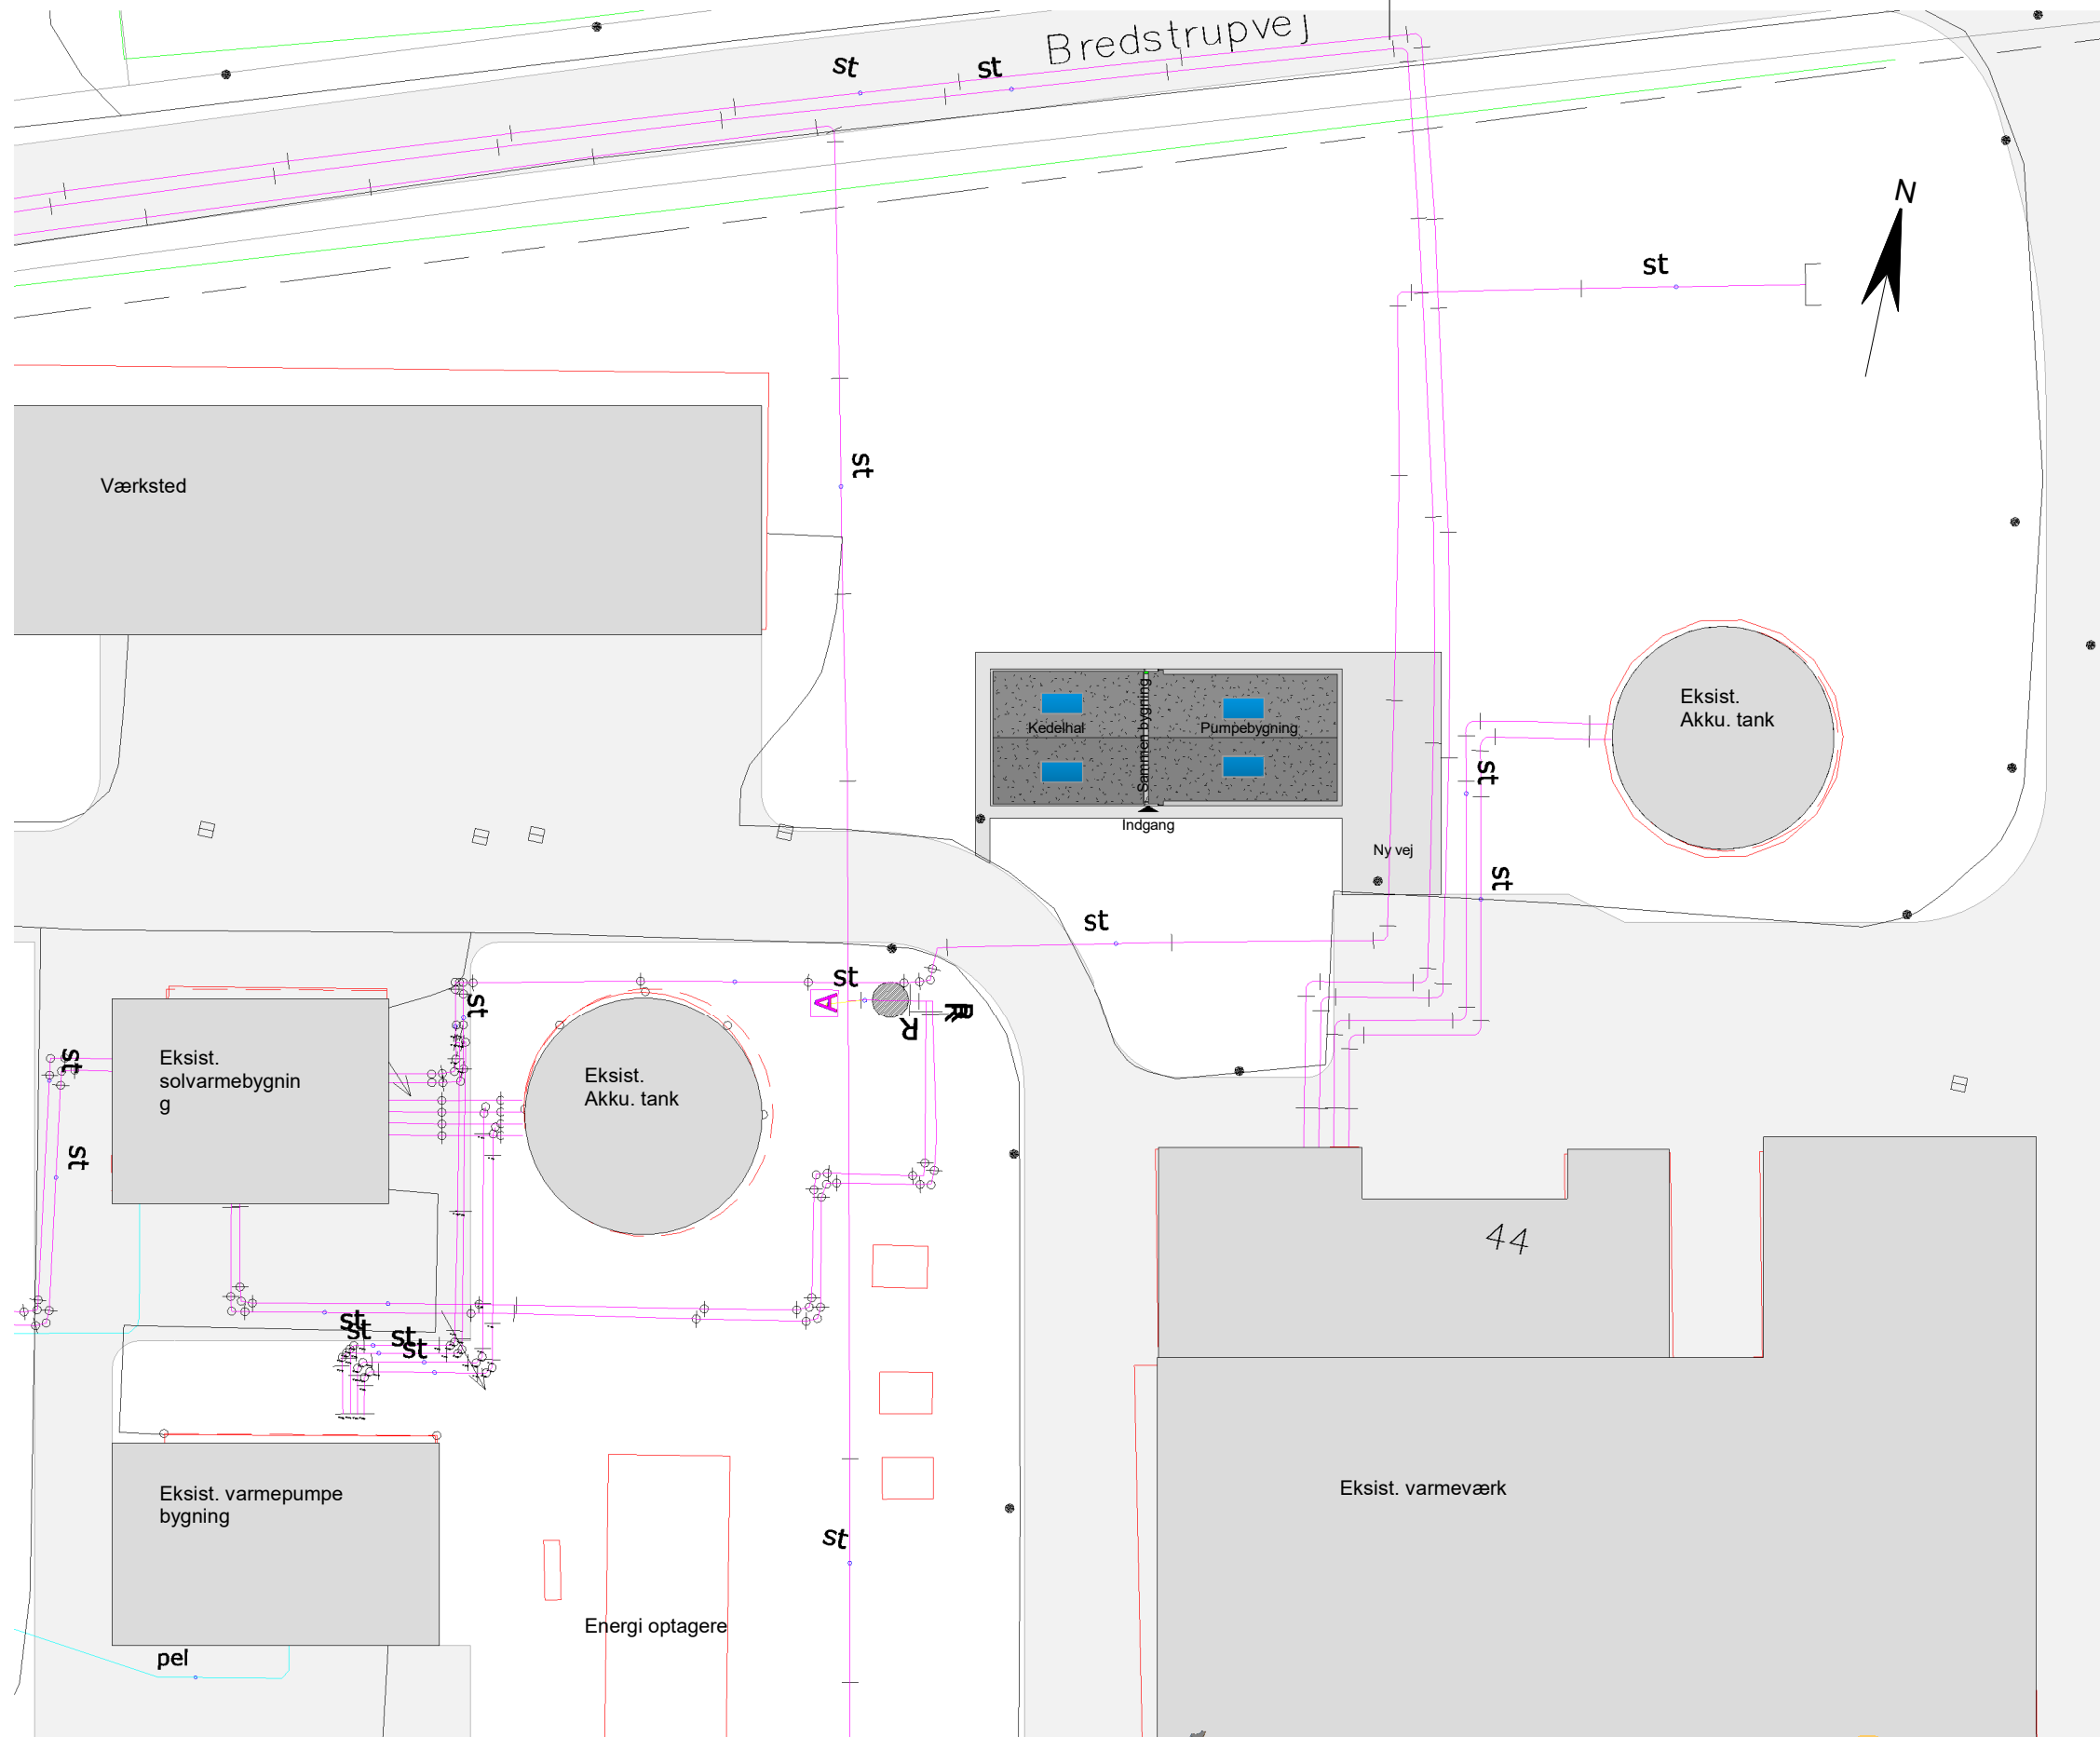 Bredstrupvej
st
st
N
st
Værksted
st
Eksist.
Akku. tank
Kedelhal
Sammen bygning
Pumpebygning
st
Indgang
Ny vej
st
st
st
A
st
R
st
Eksist.
solvarmebygnin
g
Eksist.
Akku. tank
st
44
st
st
st
st
Eksist. varmeværk
Eksist. varmepumpe
bygning
st
Energi optagere
pel